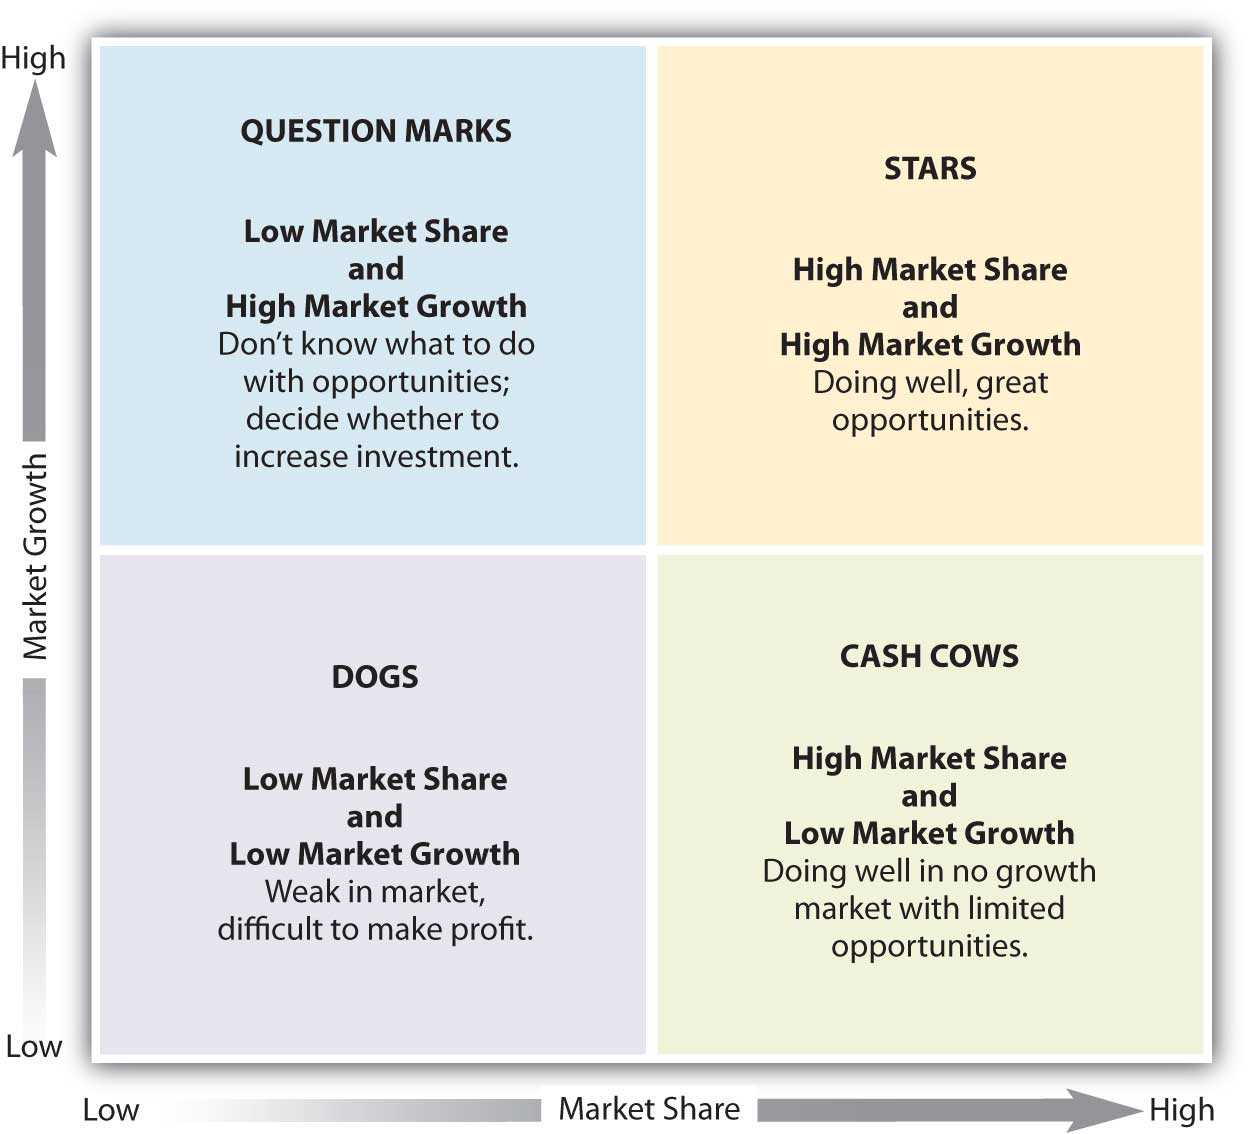 High
QUESTION MARKS
Low Market Share
and
High Market Growth
Don’t know what to do
with opportunities;
decide whether to
increase investment.
STARS
High Market Share
and
High Market Growth
Doing well, great
opportunities.
Market Growth
DOGS
Low Market Share
and
Low Market Growth
Weak in market,
difficult to make profit.
CASH COWS
High Market Share
and
Low Market Growth
Doing well in no growth
market with limited
opportunities.
Low
Low
Market Share
High